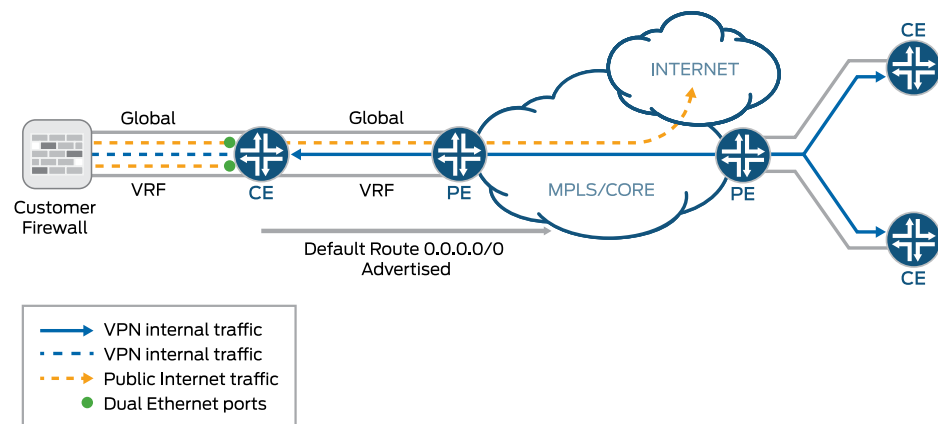 CE
INTERNET
Global
Global
VRF
VRF
CE
PE
MPLS/CORE
PE
Customer
Firewall
Default Route 0.0.0.0/0
Advertised
CE
VPN internal traffic
VPN internal traffic
Public Internet traffic
Dual Ethernet ports